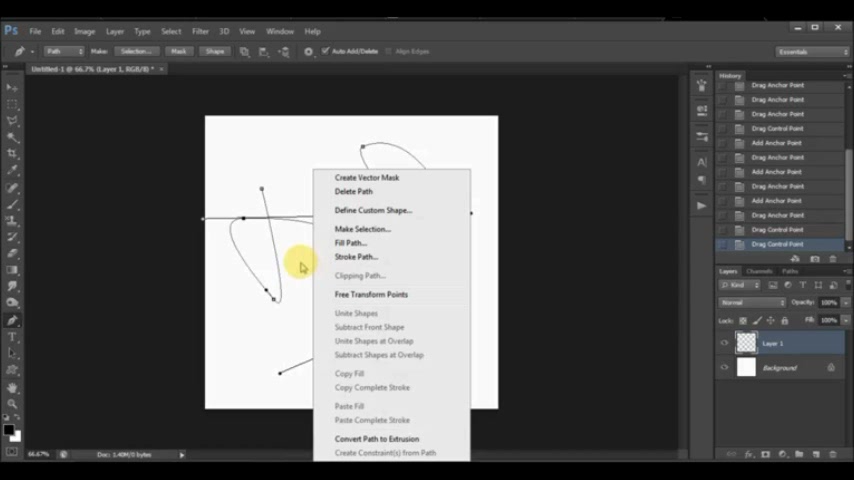 Ps File Edit Image Layer Type Select Filter 3D View Window Help
Path Make: Selection... Mask Shape Auto Add/Delete Align Edges Essentials
Untitled-1 @ 66.7% (Layer 1, RGB/8) * ×
History
Drag Anchor Point
Drag Anchor Point
Drag Anchor Point
Drag Control Point
Add Anchor Point
Drag Control Point
Drag Anchor Point
Drag Anchor Point
Add Anchor Point
Drag Anchor Point
Drag Control Point
Drag Control Point
Create Vector Mask
Delete Path
Define Custom Shape...
Make Selection...
Fill Path...
Stroke Path...
Clipping Path...
Free Transform Points
Unite Shapes
Subtract Front Shape
Unite Shapes at Overlap
Subtract Shapes at Overlap
Copy Fill
Copy Complete Stroke
Paste Fill
Paste Complete Stroke
Convert Path to Extrusion
Create Constraint(s) from Path
Layers Channels Paths
Kind
Normal Opacity: 100%
Lock: Fill: 100%
Layer 1
Background
66.67% Doc: 1.40M/0 bytes